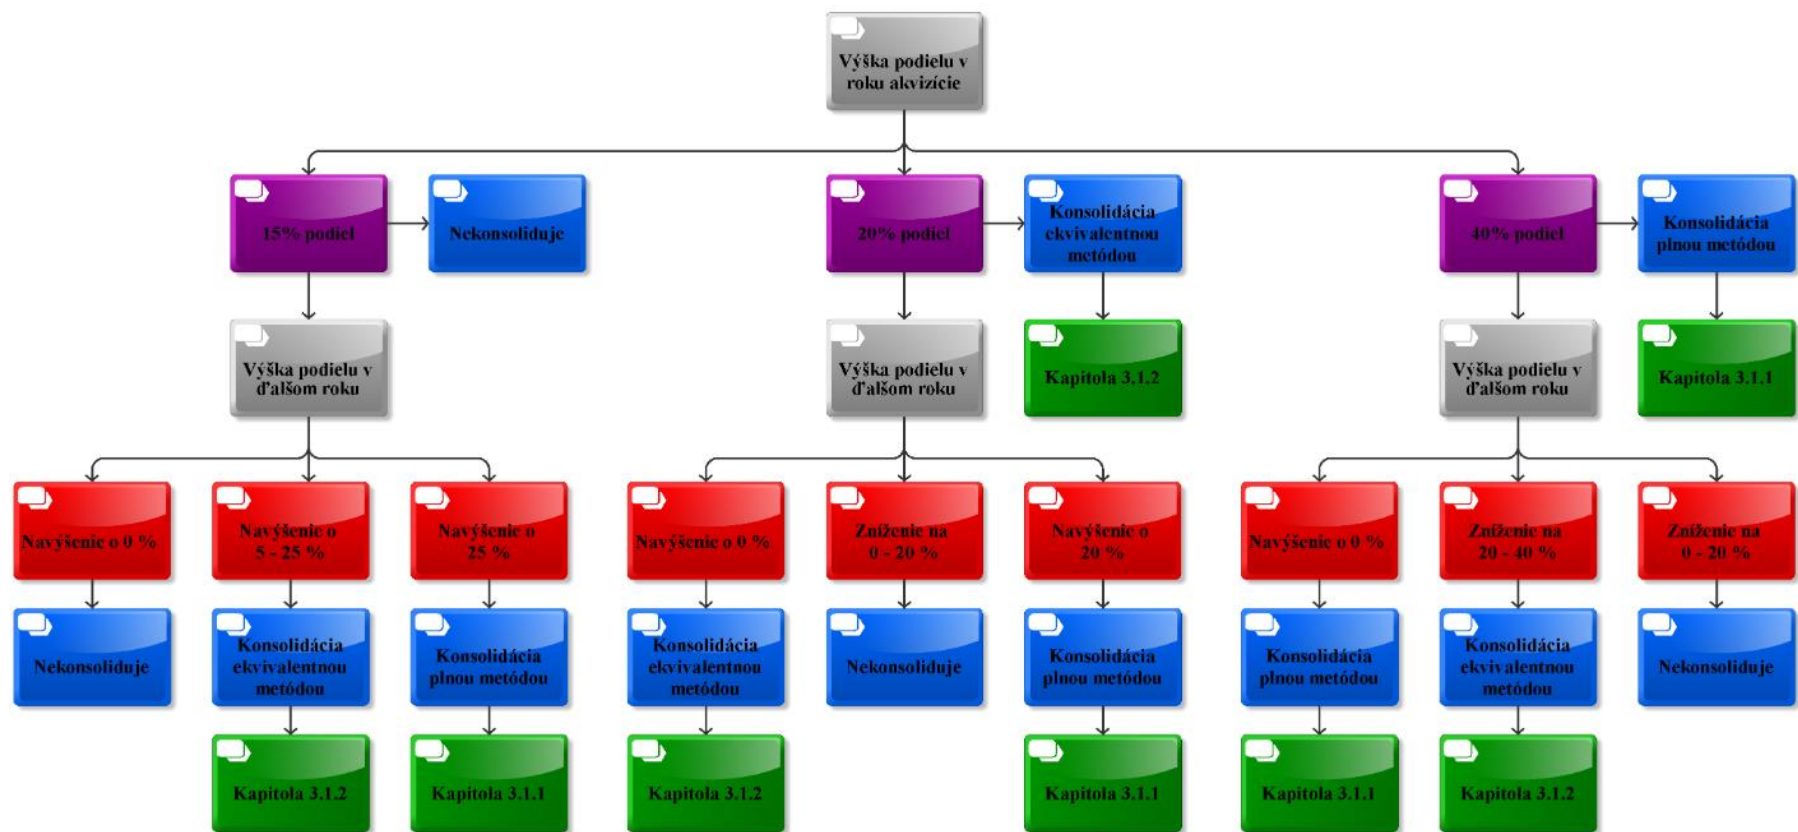 Výška podielu v
roku akvizície
15% podiel
Nekonsoliduje
20% podiel
Konsolidácia
ekvivalentnou
metódou
40% podiel
Konsolidácia
plnou metódou
Výška podielu v
ďalšom roku
Výška podielu v
ďalšom roku
Kapitola 3.1.2
Výška podielu v
ďalšom roku
Kapitola 3.1.1
Navýšenie o 0 %
Navýšenie o
5 - 25 %
Navýšenie o
25 %
Navýšenie o 0 %
Zníženie na
0 - 20 %
Navýšenie o
20 %
Navýšenie o 0 %
Zníženie na
20 - 40 %
Zníženie na
0 - 20 %
Nekonsoliduje
Konsolidácia
ekvivalentnou
metódou
Konsolidácia
plnou metódou
Konsolidácia
ekvivalentnou
metódou
Nekonsoliduje
Konsolidácia
plnou metódou
Konsolidácia
plnou metódou
Konsolidácia
ekvivalentnou
metódou
Nekonsoliduje
Kapitola 3.1.2
Kapitola 3.1.1
Kapitola 3.1.2
Kapitola 3.1.1
Kapitola 3.1.1
Kapitola 3.1.2